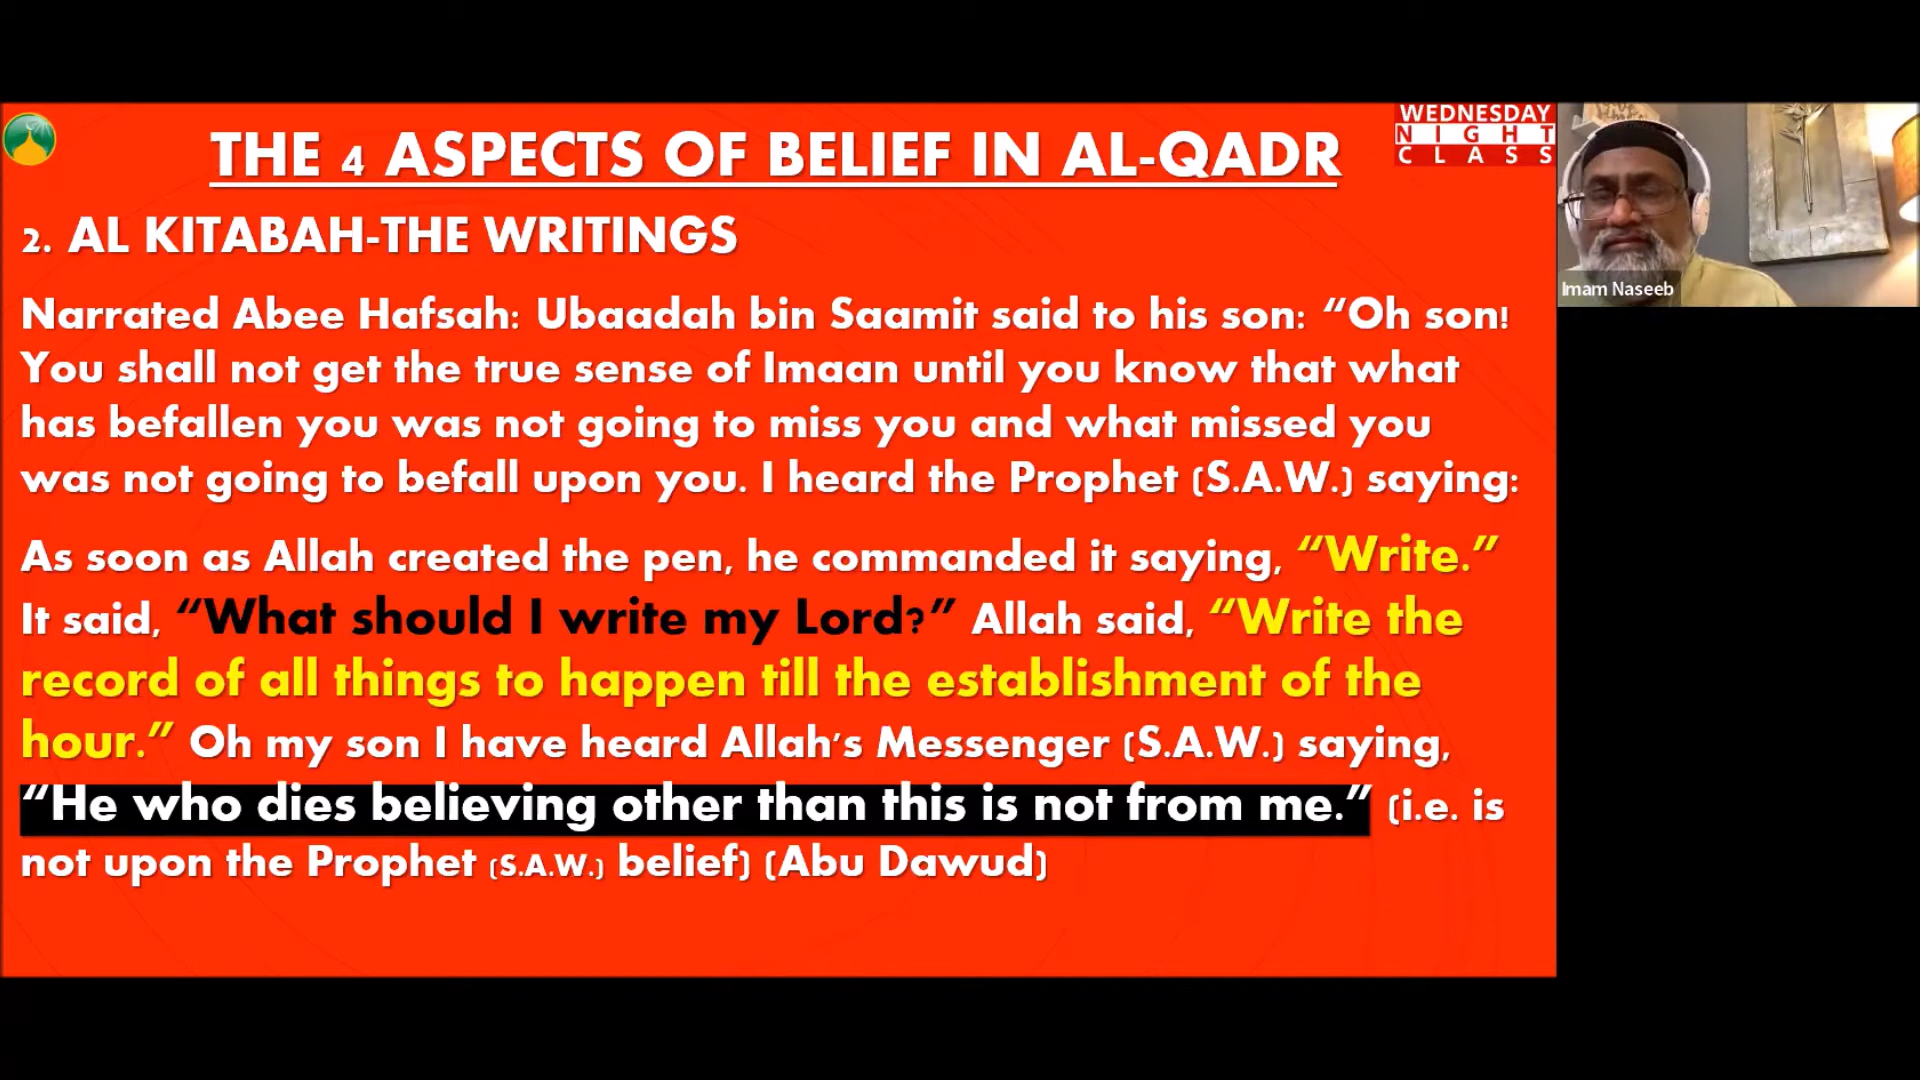 THE 4 ASPECTS OF BELIEF IN AL-QADR
WEDNESDAY
NIGHT
CLASS
2. AL KITABAH-THE WRITINGS
Narrated Abee Hafsah: Ubaadah bin Saamit said to his son: “Oh son!
You shall not get the true sense of Imaan until you know that what
has befallen you was not going to miss you and what missed you
was not going to befall upon you. I heard the Prophet (S.A.W.) saying:
As soon as Allah created the pen, he commanded it saying, “Write.”
It said, “What should I write my Lord?” Allah said, “Write the
record of all things to happen till the establishment of the
hour.” Oh my son I have heard Allah’s Messenger (S.A.W.) saying,
“He who dies believing other than this is not from me.” (i.e. is
not upon the Prophet (S.A.W.) belief) (Abu Dawud)
Imam Naseeb